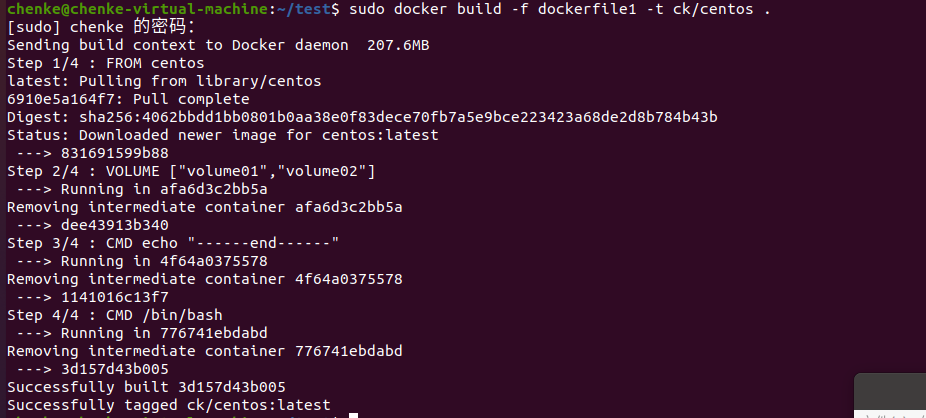 chenke@chenke-virtual-machine:~/test$ sudo docker build -f dockerfile1 -t ck/centos .
[sudo] chenke 的密码：
Sending build context to Docker daemon  207.6MB
Step 1/4 : FROM centos
latest: Pulling from library/centos
6910e5a164f7: Pull complete
Digest: sha256:4062bbdd1bb0801b0aa38e0f83dece70fb7a5e9bce223423a68de2d8b784b43b
Status: Downloaded newer image for centos:latest
 ---> 831691599b88
Step 2/4 : VOLUME ["volume01","volume02"]
 ---> Running in afa6d3c2bb5a
Removing intermediate container afa6d3c2bb5a
 ---> dee43913b340
Step 3/4 : CMD echo "------end------"
 ---> Running in 4f64a0375578
Removing intermediate container 4f64a0375578
 ---> 1141016c13f7
Step 4/4 : CMD /bin/bash
 ---> Running in 776741ebdabd
Removing intermediate container 776741ebdabd
 ---> 3d157d43b005
Successfully built 3d157d43b005
Successfully tagged ck/centos:latest